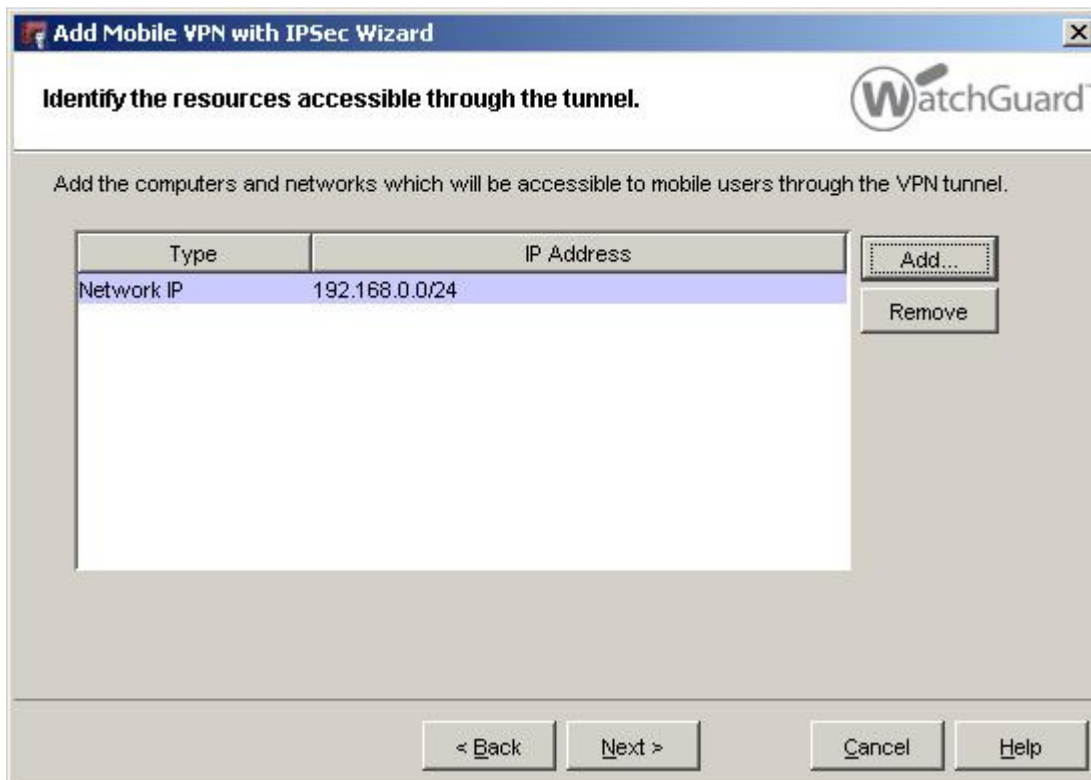 Add Mobile VPN with IPSec Wizard
Identify the resources accessible through the tunnel.
WatchGuard™
Add the computers and networks which will be accessible to mobile users through the VPN tunnel.
Type IP Address
Add...
Network IP 192.168.0.0/24
Remove
< Back Next > Cancel Help